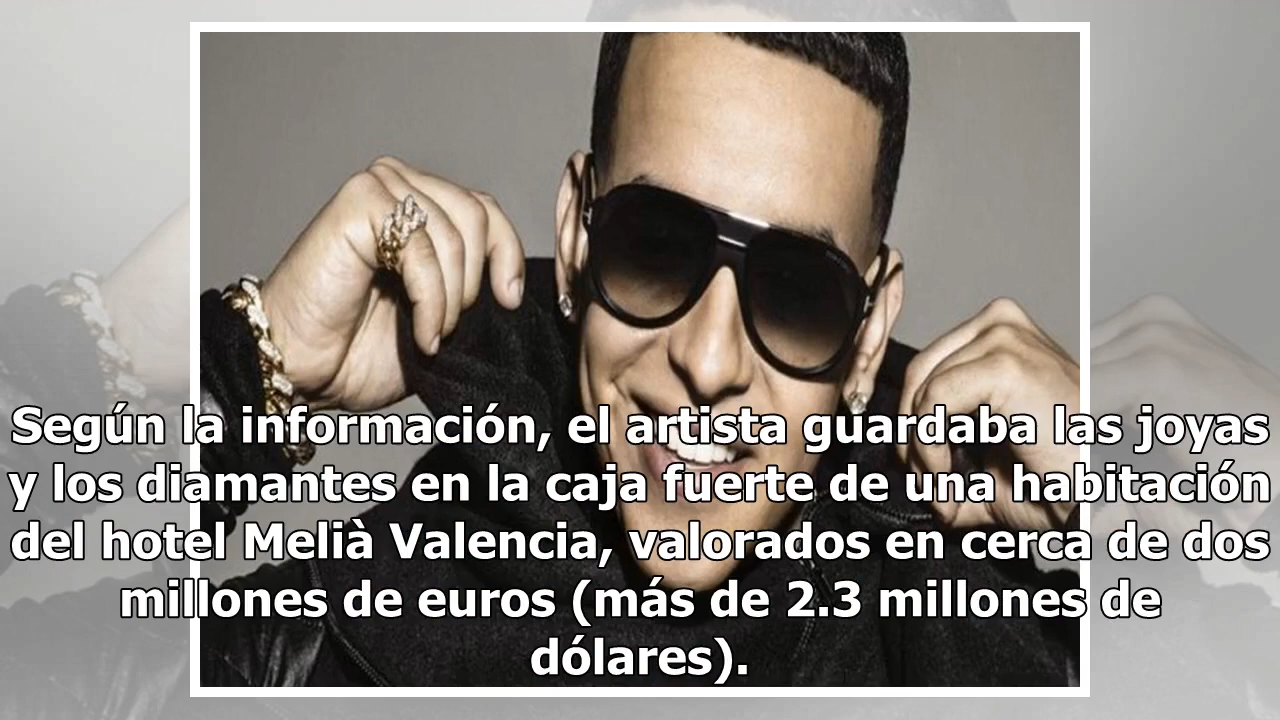 Según la información, el artista guardaba las joyas
y los diamantes en la caja fuerte de una habitación
del hotel Melià Valencia, valorados en cerca de dos
millones de euros (más de 2.3 millones de
dólares).